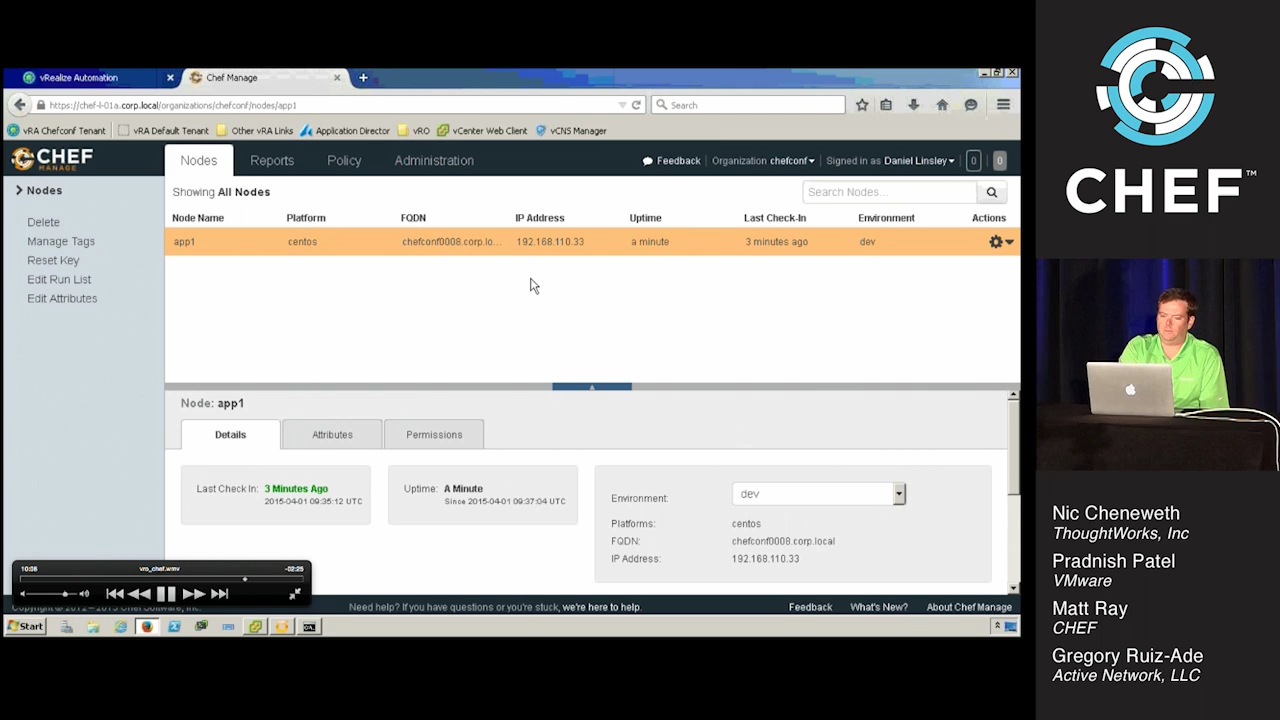 vRealize Automation
Chef Manage
https://chef-l-01a.corp.local/organizations/chefconf/nodes/app1
Search
vRA Chefconf Tenant
vRA Default Tenant
Other vRA Links
Application Director
vRO
vCenter Web Client
vCNS Manager
CHEF
MANAGE
Nodes
Reports
Policy
Administration
Feedback
Organization chefconf
Signed in as Daniel Linsley
0
0
Nodes
Delete
Manage Tags
Reset Key
Edit Run List
Edit Attributes
Showing All Nodes
Search Nodes...
Node Name Platform FQDN IP Address Uptime Last Check-In Environment Actions
app1 centos chefconf0008.corp.lo... 192.168.110.33 a minute 3 minutes ago dev
Node: app1
Details
Attributes
Permissions
Last Check In: 3 Minutes Ago
2015-04-01 09:35:12 UTC
Uptime: A Minute
Since 2015-04-01 09:37:04 UTC
Environment: dev
Platforms: centos
FQDN: chefconf0008.corp.local
IP Address: 192.168.110.33
10:08 vro_chef.wmv -02:25
Need help? If you have questions or you're stuck, we're here to help.
Feedback
What's New?
About Chef Manage
Start
CHEF™
Nic Cheneweth
ThoughtWorks, Inc
Pradnish Patel
VMware
Matt Ray
CHEF
Gregory Ruiz-Ade
Active Network, LLC